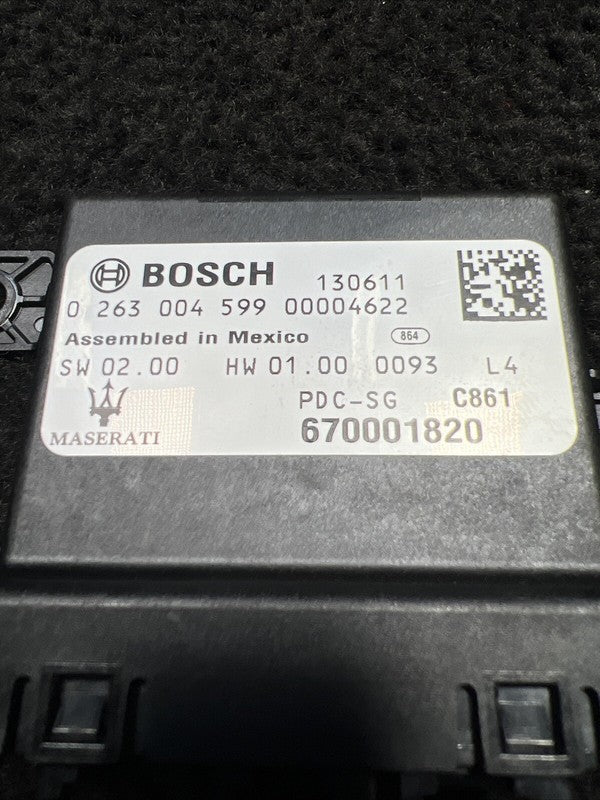 BOSCH 130611
0 263 004 599 00004622
Assembled in Mexico 864
SW 02.00 HW 01.00 0093 L4
PDC-SG C861
MASERATI 670001820